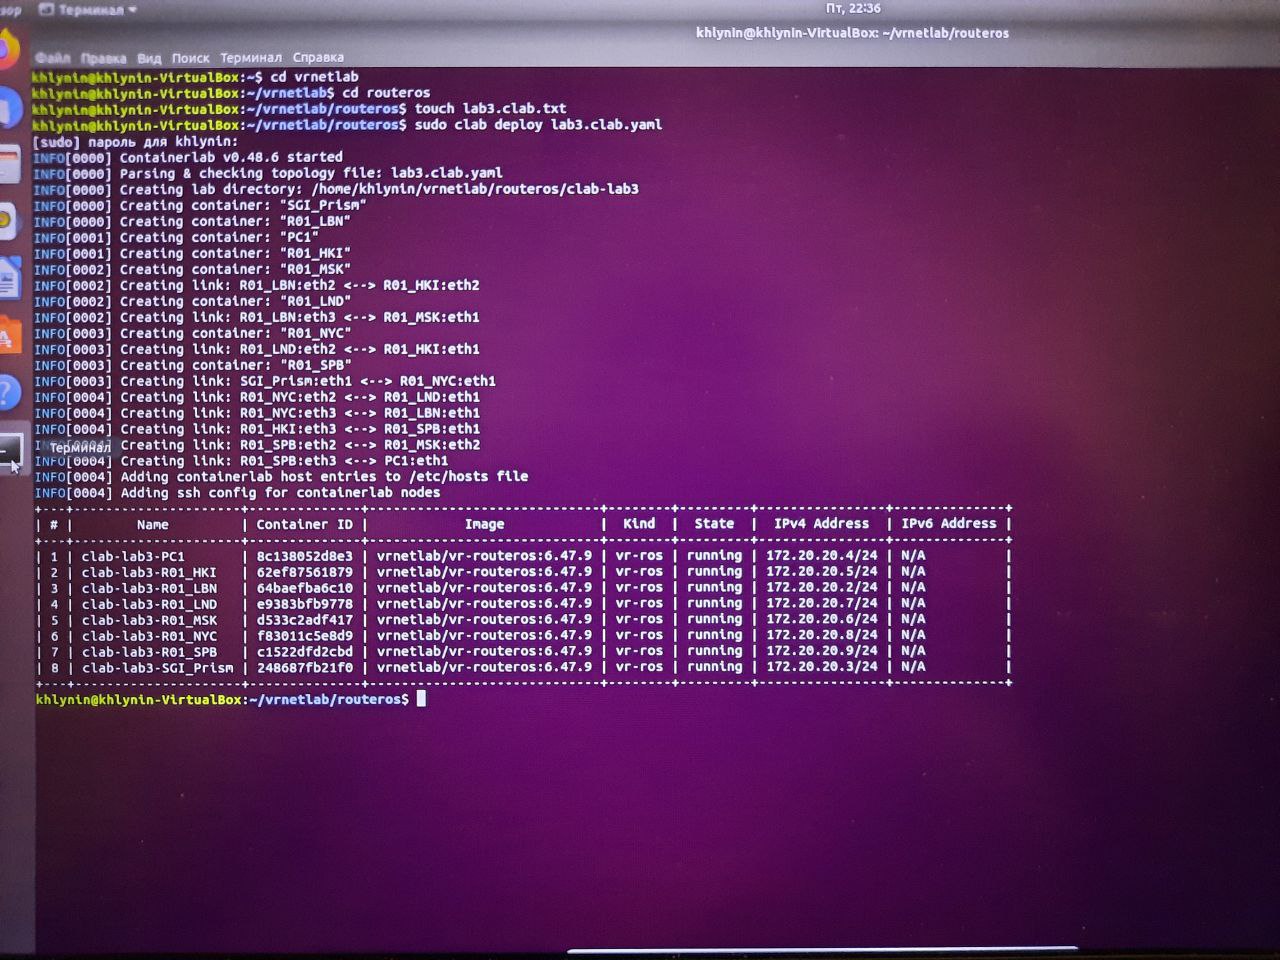 зор Терминал Пт, 22:36
khlynin@khlynin-VirtualBox: ~/vrnetlab/routeros
Файл Правка Вид Поиск Терминал Справка
khlynin@khlynin-VirtualBox:~$ cd vrnetlab
khlynin@khlynin-VirtualBox:~/vrnetlab$ cd routeros
khlynin@khlynin-VirtualBox:~/vrnetlab/routeros$ touch lab3.clab.txt
khlynin@khlynin-VirtualBox:~/vrnetlab/routeros$ sudo clab deploy lab3.clab.yaml
[sudo] пароль для khlynin:
INFO[0000] Containerlab v0.48.6 started
INFO[0000] Parsing & checking topology file: lab3.clab.yaml
INFO[0000] Creating lab directory: /home/khlynin/vrnetlab/routeros/clab-lab3
INFO[0000] Creating container: "SGI_Prism"
INFO[0000] Creating container: "R01_LBN"
INFO[0001] Creating container: "PC1"
INFO[0001] Creating container: "R01_HKI"
INFO[0002] Creating container: "R01_MSK"
INFO[0002] Creating link: R01_LBN:eth2 <--> R01_HKI:eth2
INFO[0002] Creating container: "R01_LND"
INFO[0002] Creating link: R01_LBN:eth3 <--> R01_MSK:eth1
INFO[0003] Creating container: "R01_NYC"
INFO[0003] Creating link: R01_LND:eth2 <--> R01_HKI:eth1
INFO[0003] Creating container: "R01_SPB"
INFO[0003] Creating link: SGI_Prism:eth1 <--> R01_NYC:eth1
INFO[0004] Creating link: R01_NYC:eth2 <--> R01_LND:eth1
INFO[0004] Creating link: R01_NYC:eth3 <--> R01_LBN:eth1
INFO[0004] Creating link: R01_HKI:eth3 <--> R01_SPB:eth1
INFO[0004] Creating link: R01_SPB:eth2 <--> R01_MSK:eth2
Терминал
INFO[0004] Creating link: R01_SPB:eth3 <--> PC1:eth1
INFO[0004] Adding containerlab host entries to /etc/hosts file
INFO[0004] Adding ssh config for containerlab nodes
| # | Name | Container ID | Image | Kind | State | IPv4 Address | IPv6 Address |
| 1 | clab-lab3-PC1 | 8c138052d8e3 | vrnetlab/vr-routeros:6.47.9 | vr-ros | running | 172.20.20.4/24 | N/A |
| 2 | clab-lab3-R01_HKI | 62ef87561879 | vrnetlab/vr-routeros:6.47.9 | vr-ros | running | 172.20.20.5/24 | N/A |
| 3 | clab-lab3-R01_LBN | 64baefba6c10 | vrnetlab/vr-routeros:6.47.9 | vr-ros | running | 172.20.20.2/24 | N/A |
| 4 | clab-lab3-R01_LND | e9383bfb9778 | vrnetlab/vr-routeros:6.47.9 | vr-ros | running | 172.20.20.7/24 | N/A |
| 5 | clab-lab3-R01_MSK | d533c2adf417 | vrnetlab/vr-routeros:6.47.9 | vr-ros | running | 172.20.20.6/24 | N/A |
| 6 | clab-lab3-R01_NYC | f83011c5e8d9 | vrnetlab/vr-routeros:6.47.9 | vr-ros | running | 172.20.20.8/24 | N/A |
| 7 | clab-lab3-R01_SPB | c1522dfd2cbd | vrnetlab/vr-routeros:6.47.9 | vr-ros | running | 172.20.20.9/24 | N/A |
| 8 | clab-lab3-SGI_Prism | 248687fb21f0 | vrnetlab/vr-routeros:6.47.9 | vr-ros | running | 172.20.20.3/24 | N/A |
khlynin@khlynin-VirtualBox:~/vrnetlab/routeros$